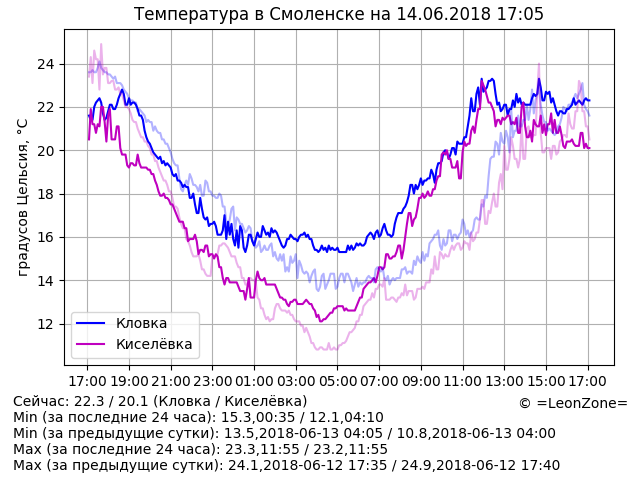 Температура в Смоленске на 14.06.2018 17:05
градусов Цельсия, °C
24
22
20
18
16
14
12
Кловка
Киселёвка
17:00 19:00 21:00 23:00 01:00 03:00 05:00 07:00 09:00 11:00 13:00 15:00 17:00
Сейчас: 22.3 / 20.1 (Кловка / Киселёвка)
© =LeonZone=
Min (за последние 24 часа): 15.3,00:35 / 12.1,04:10
Min (за предыдущие сутки): 13.5,2018-06-13 04:05 / 10.8,2018-06-13 04:00
Max (за последние 24 часа): 23.3,11:55 / 23.2,11:55
Max (за предыдущие сутки): 24.1,2018-06-12 17:35 / 24.9,2018-06-12 17:40